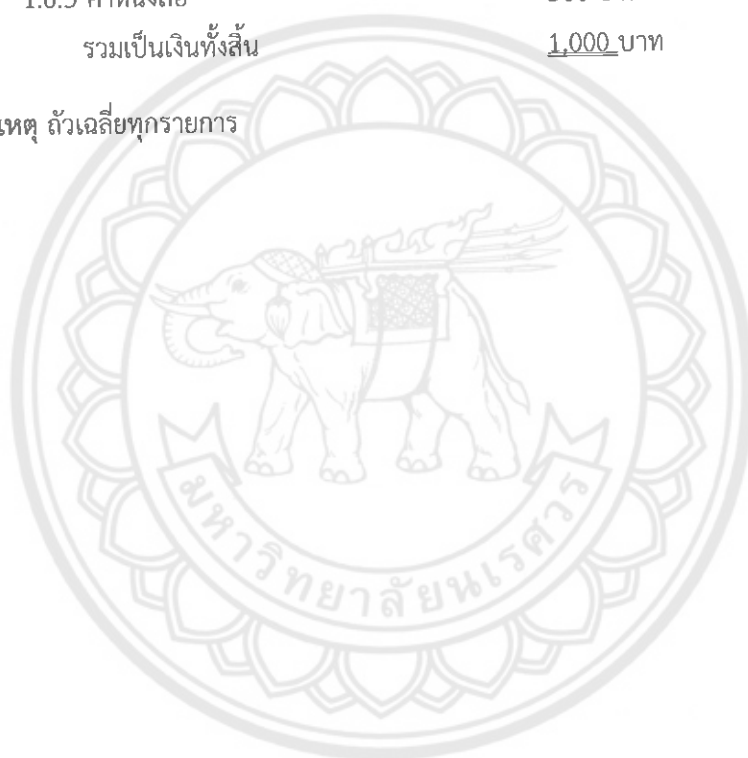 รวมเป็นเงินทั้งสิ้น 1,000 บาท
เหตุ ถัวเฉลี่ยทุกรายการ
มหาวิทยาลัยนเรศวร